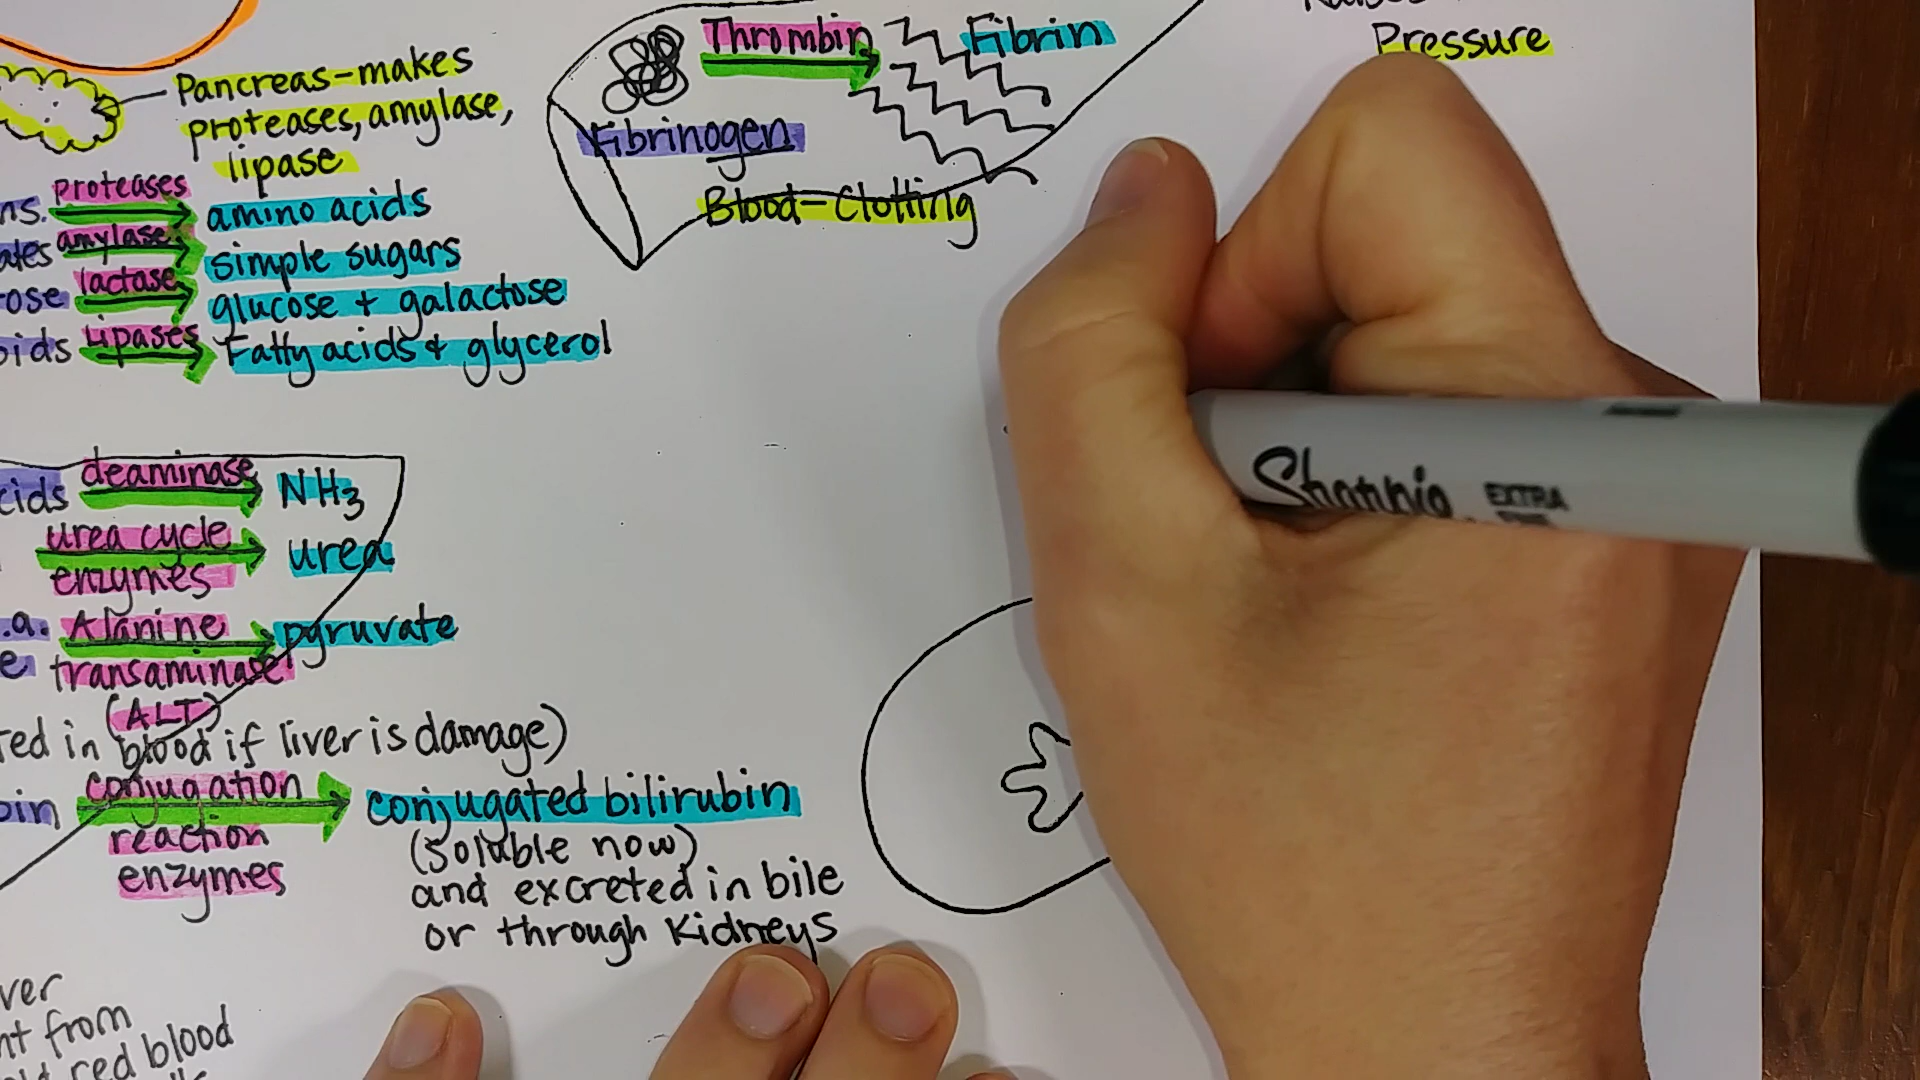 Pressure
Thrombin
Fibrin
Fibrinogen
Blood-Clotting
Pancreas-makes
proteases, amylase,
lipase
proteases
amino acids
amylase
simple sugars
lactase
glucose + galactose
Lipases
Fatty acids & glycerol
deaminase
NH3
urea cycle
urea
enzymes
Alanine
pyruvate
transaminase
(ALT)
in blood if liver is damage)
conjugation
conjugated bilirubin
reaction
(soluble now)
enzymes
and excreted in bile
or through Kidneys
from
red blood
Sharpie
EXTRA